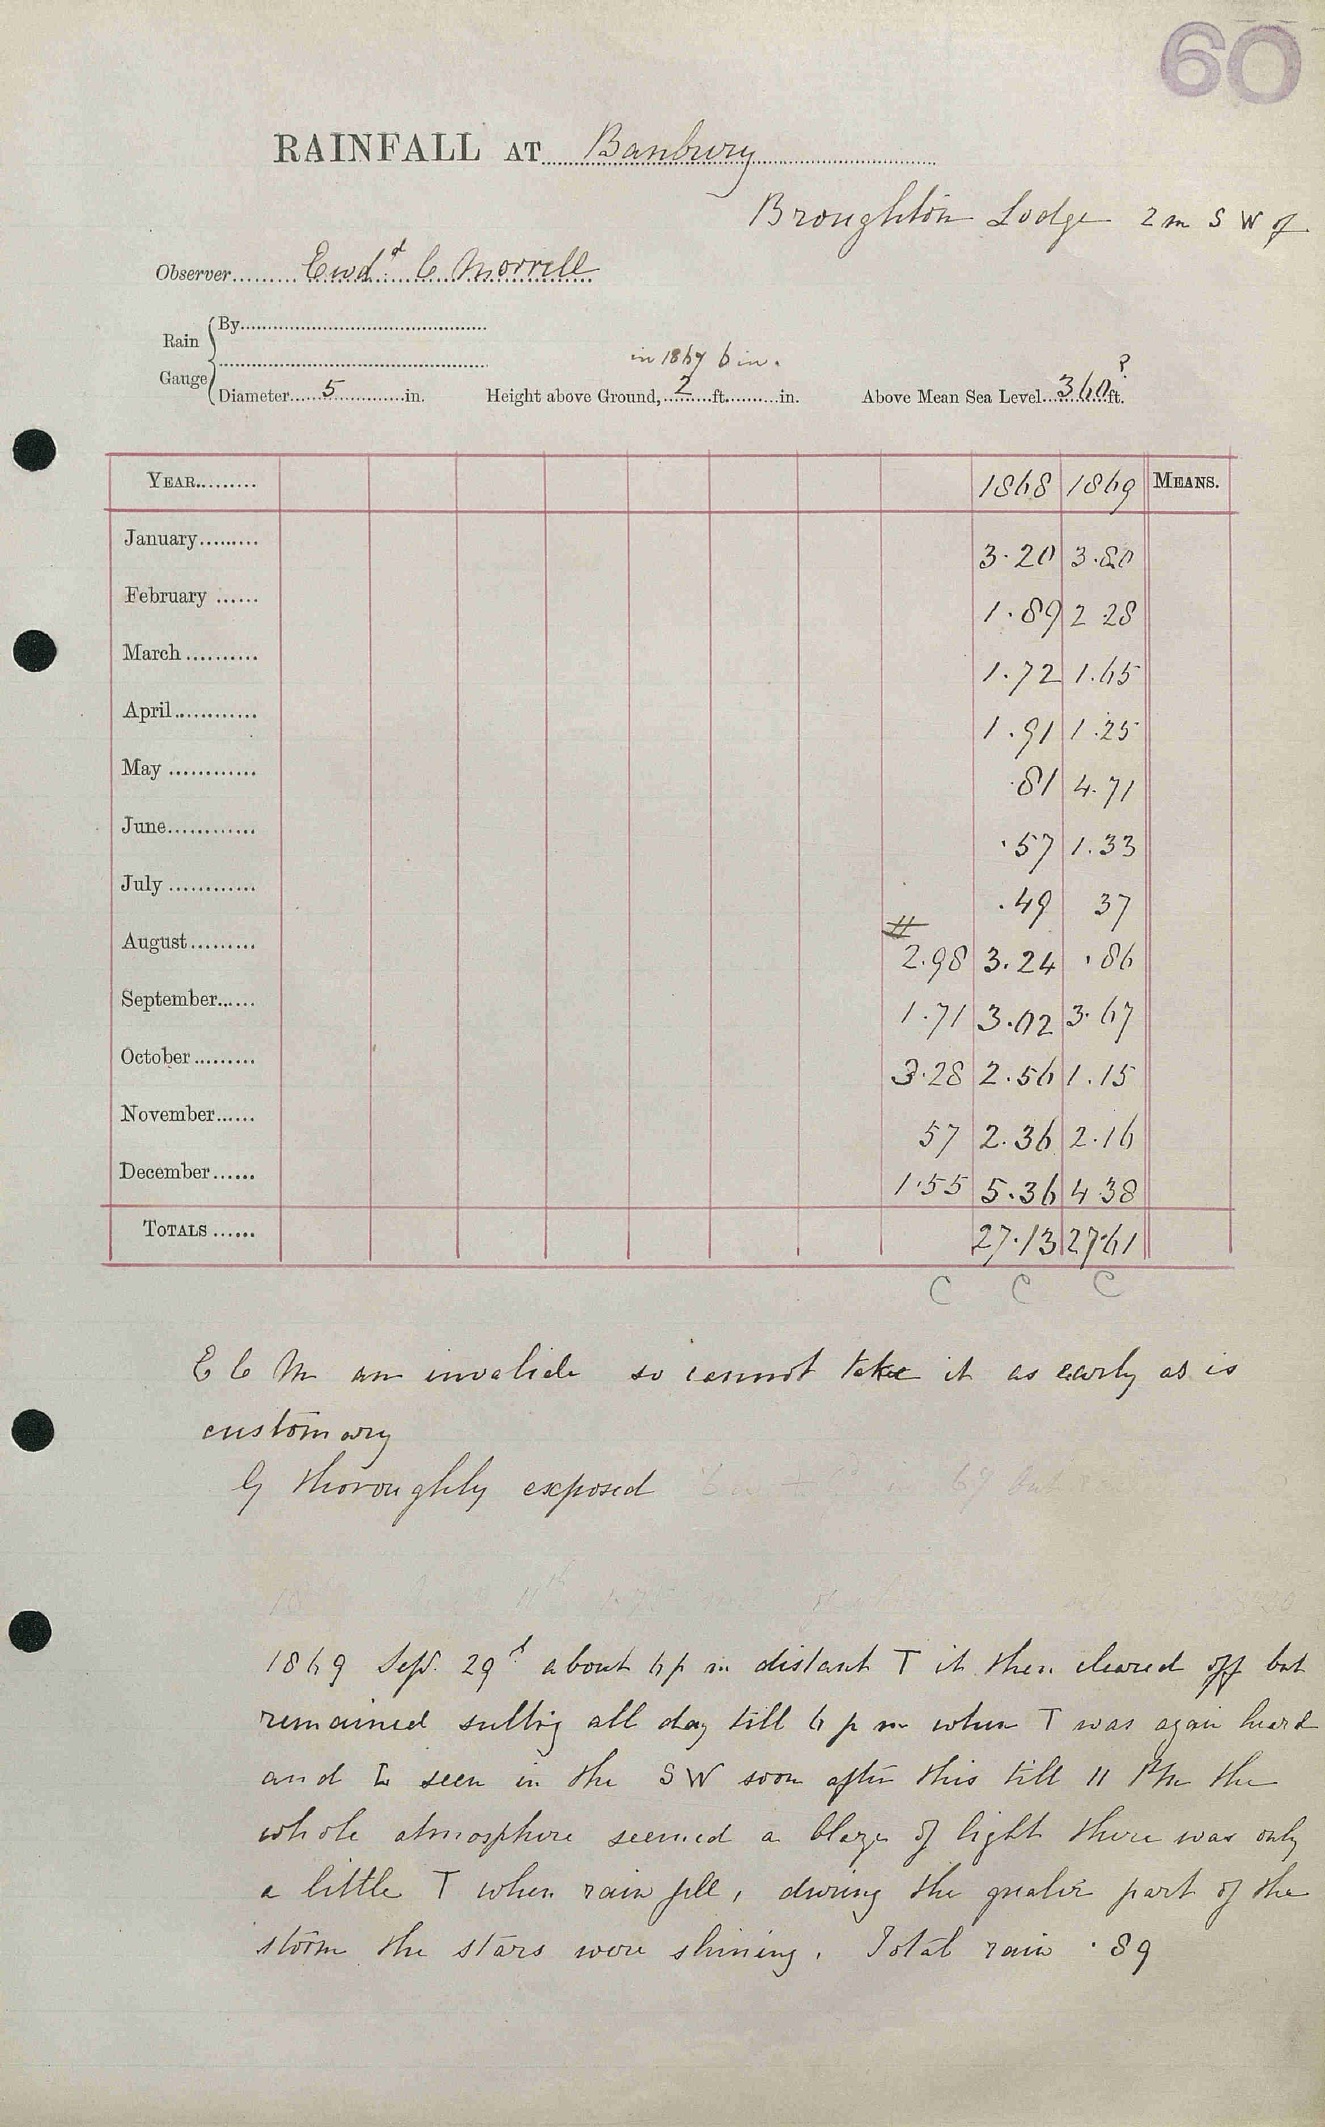 60
RAINFALL AT Banbury
Broughton Lodge 2 m S W of
Observer......... Ewd^d C Morrell
Rain Gauge
By
in 1867 6 in.
Diameter 5 in. Height above Ground, 2 ft. in. Above Mean Sea Level 360 ft. ?
YEAR 1868 1869 MEANS.
January 3.20 3.80
February 1.89 2 28
March 1.72 1.65
April 1.91 1.25
May .81 4.71
June .57 1.33
July .49 37
August 2.98 3.24 .86
September 1.71 3.02 3.67
October 3.28 2.56 1.15
November 57 2.36 2.16
December 1.55 5.36 4 38
TOTALS 27.13 27.61
C C C
E C M an invalide so cannot take it as early as is
customary
G thoroughly exposed
1869 Sept. 29 about 6 p m distant T it then cleared off but
remained sultry all day till 6 p m when T was again heard
and L seen in the SW soon after this till 11 PM the
whole atmosphere seemed a blaze of light there was only
a little T when rain fell, during the greater part of the
storm the stars were shining. Total rain .89